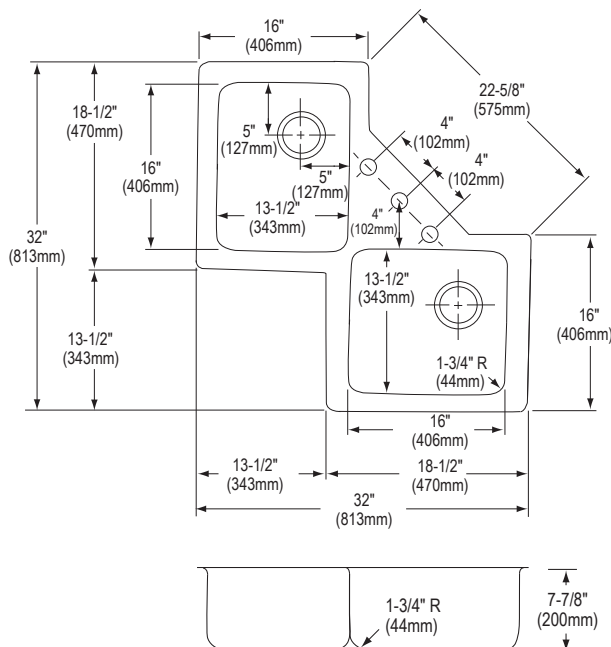 16"
(406mm)
22-5/8"
(575mm)
18-1/2"
(470mm)
5"
(127mm)
4"
(102mm)
4"
(102mm)
16"
(406mm)
5"
(127mm)
13-1/2"
(343mm)
4"
(102mm)
32"
(813mm)
13-1/2"
(343mm)
13-1/2"
(343mm)
16"
(406mm)
1-3/4" R
(44mm)
16"
(406mm)
13-1/2"
(343mm)
18-1/2"
(470mm)
32"
(813mm)
1-3/4" R
(44mm)
7-7/8"
(200mm)